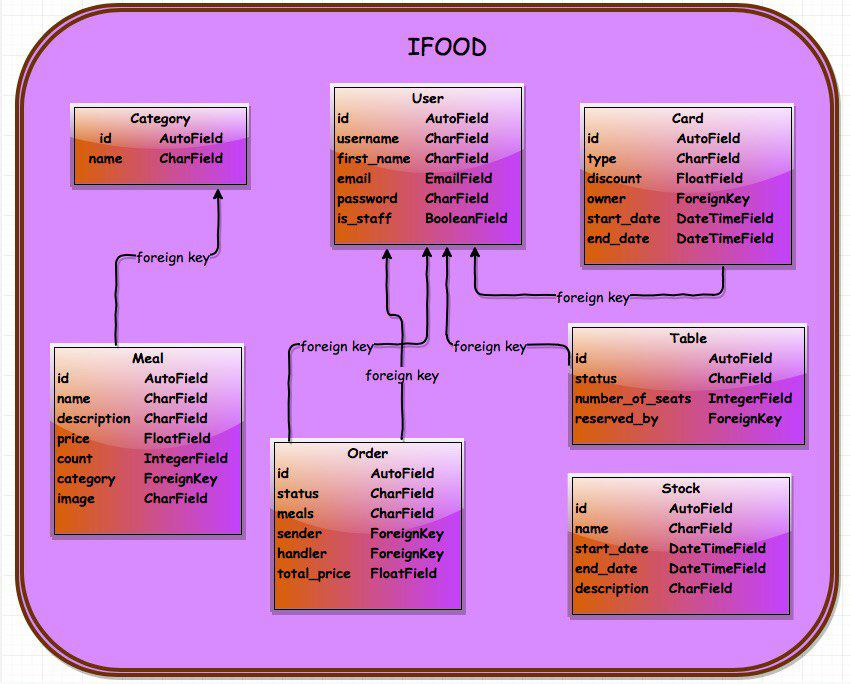 IFOOD
Category
id AutoField
name CharField
User
id AutoField
username CharField
first_name CharField
email EmailField
password CharField
is_staff BooleanField
Card
id AutoField
type CharField
discount FloatField
owner ForeignKey
start_date DateTimeField
end_date DateTimeField
foreign key
foreign key
foreign key
foreign key
foreign key
Meal
id AutoField
name CharField
description CharField
price FloatField
count IntegerField
category ForeignKey
image CharField
Order
id AutoField
status CharField
meals CharField
sender ForeignKey
handler ForeignKey
total_price FloatField
Table
id AutoField
status CharField
number_of_seats IntegerField
reserved_by ForeignKey
Stock
id AutoField
name CharField
start_date DateTimeField
end_date DateTimeField
description CharField